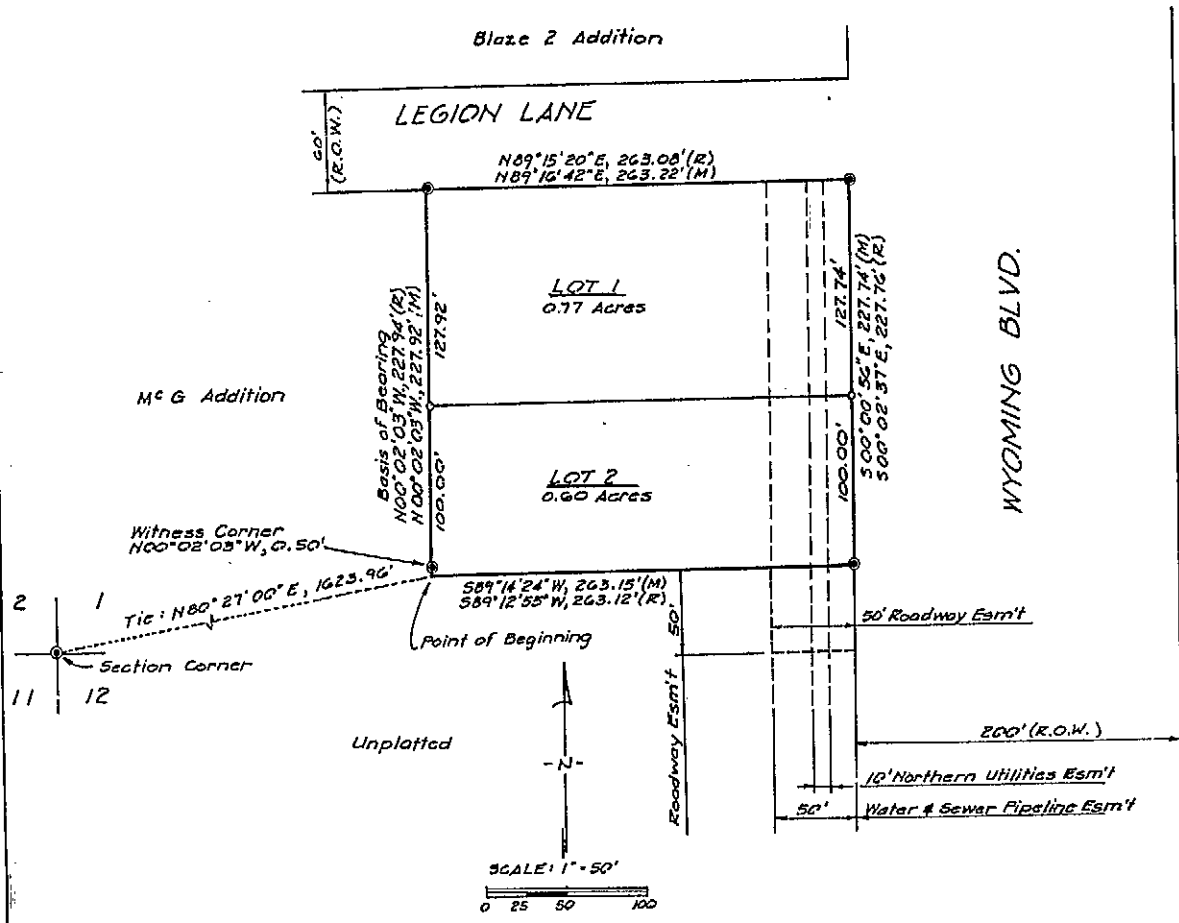 Blaze 2 Addition
LEGION LANE
60'
(R.O.W.)
N89°15'20"E, 263.08'(R)
N89°16'42"E, 263.22'(M)
LOT 1
0.77 Acres
127.92'
127.74'
S00°00'56"E, 227.74'(M)
S00°02'37"E, 227.76'(R)
WYOMING BLVD.
Basis of Bearing
N00°02'03"W, 227.94'(R)
N00°02'03"W, 227.92'(M)
Mc G Addition
LOT 2
0.60 Acres
100.00'
100.00'
Witness Corner
N00°02'03"W, 0.50'
Tie: N80°27'00"E, 1623.96'
S89°14'24"W, 263.15'(M)
S89°12'55"W, 263.12'(R)
2 1
Point of Beginning
Section Corner
11 12
50'
Roadway Esm't
50' Roadway Esm't
Unplatted
-N-
200' (R.O.W.)
10' Northern Utilities Esm't
50' Water & Sewer Pipeline Esm't
SCALE: 1"=50'
0 25 50 100